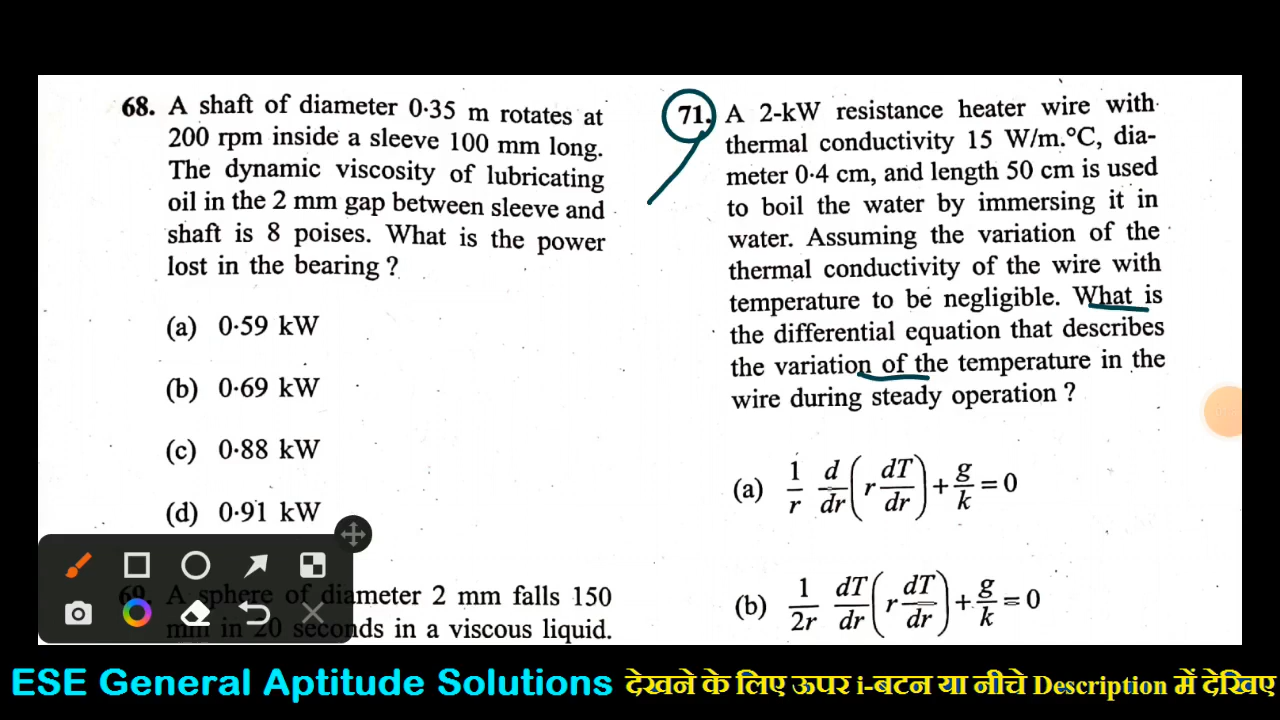 68. A shaft of diameter 0·35 m rotates at
200 rpm inside a sleeve 100 mm long.
The dynamic viscosity of lubricating
oil in the 2 mm gap between sleeve and
shaft is 8 poises. What is the power
lost in the bearing ?
(a) 0·59 kW
(b) 0·69 kW
(c) 0·88 kW
(d) 0·91 kW
69. A sphere of diameter 2 mm falls 150
mm in 20 seconds in a viscous liquid.
71. A 2-kW resistance heater wire with
thermal conductivity 15 W/m.°C, dia-
meter 0·4 cm, and length 50 cm is used
to boil the water by immersing it in
water. Assuming the variation of the
thermal conductivity of the wire with
temperature to be negligible. What is
the differential equation that describes
the variation of the temperature in the
wire during steady operation ?
(a) 1/r d/dr (r dT/dr) + g/k = 0
(b) 1/2r dT/dr (r dT/dr) + g/k = 0
ESE General Aptitude Solutions देखने के लिए ऊपर i-बटन या नीचे Description में देखिए